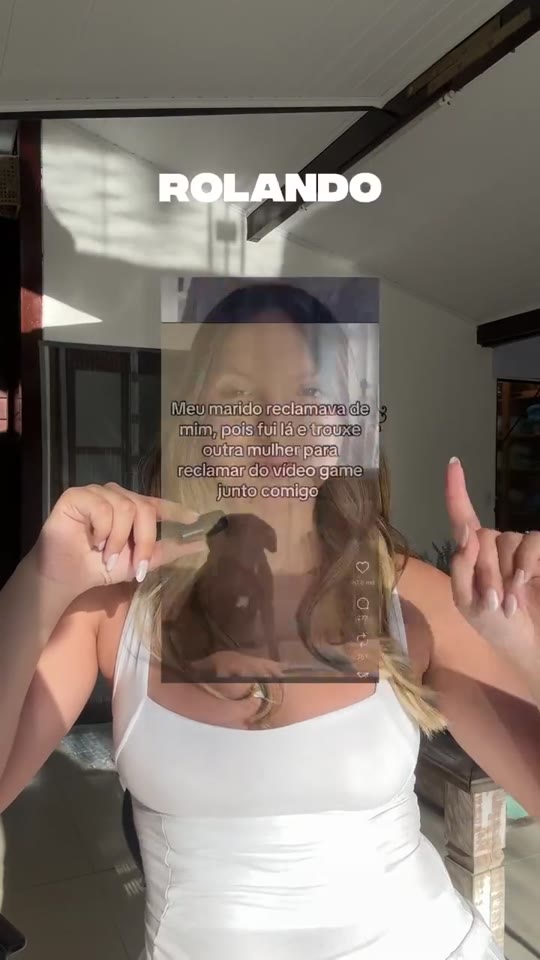 ROLANDO
Meu marido reclamava de
mim, pois fui lá e trouxe
outra mulher para
reclamar do vídeo game
junto comigo